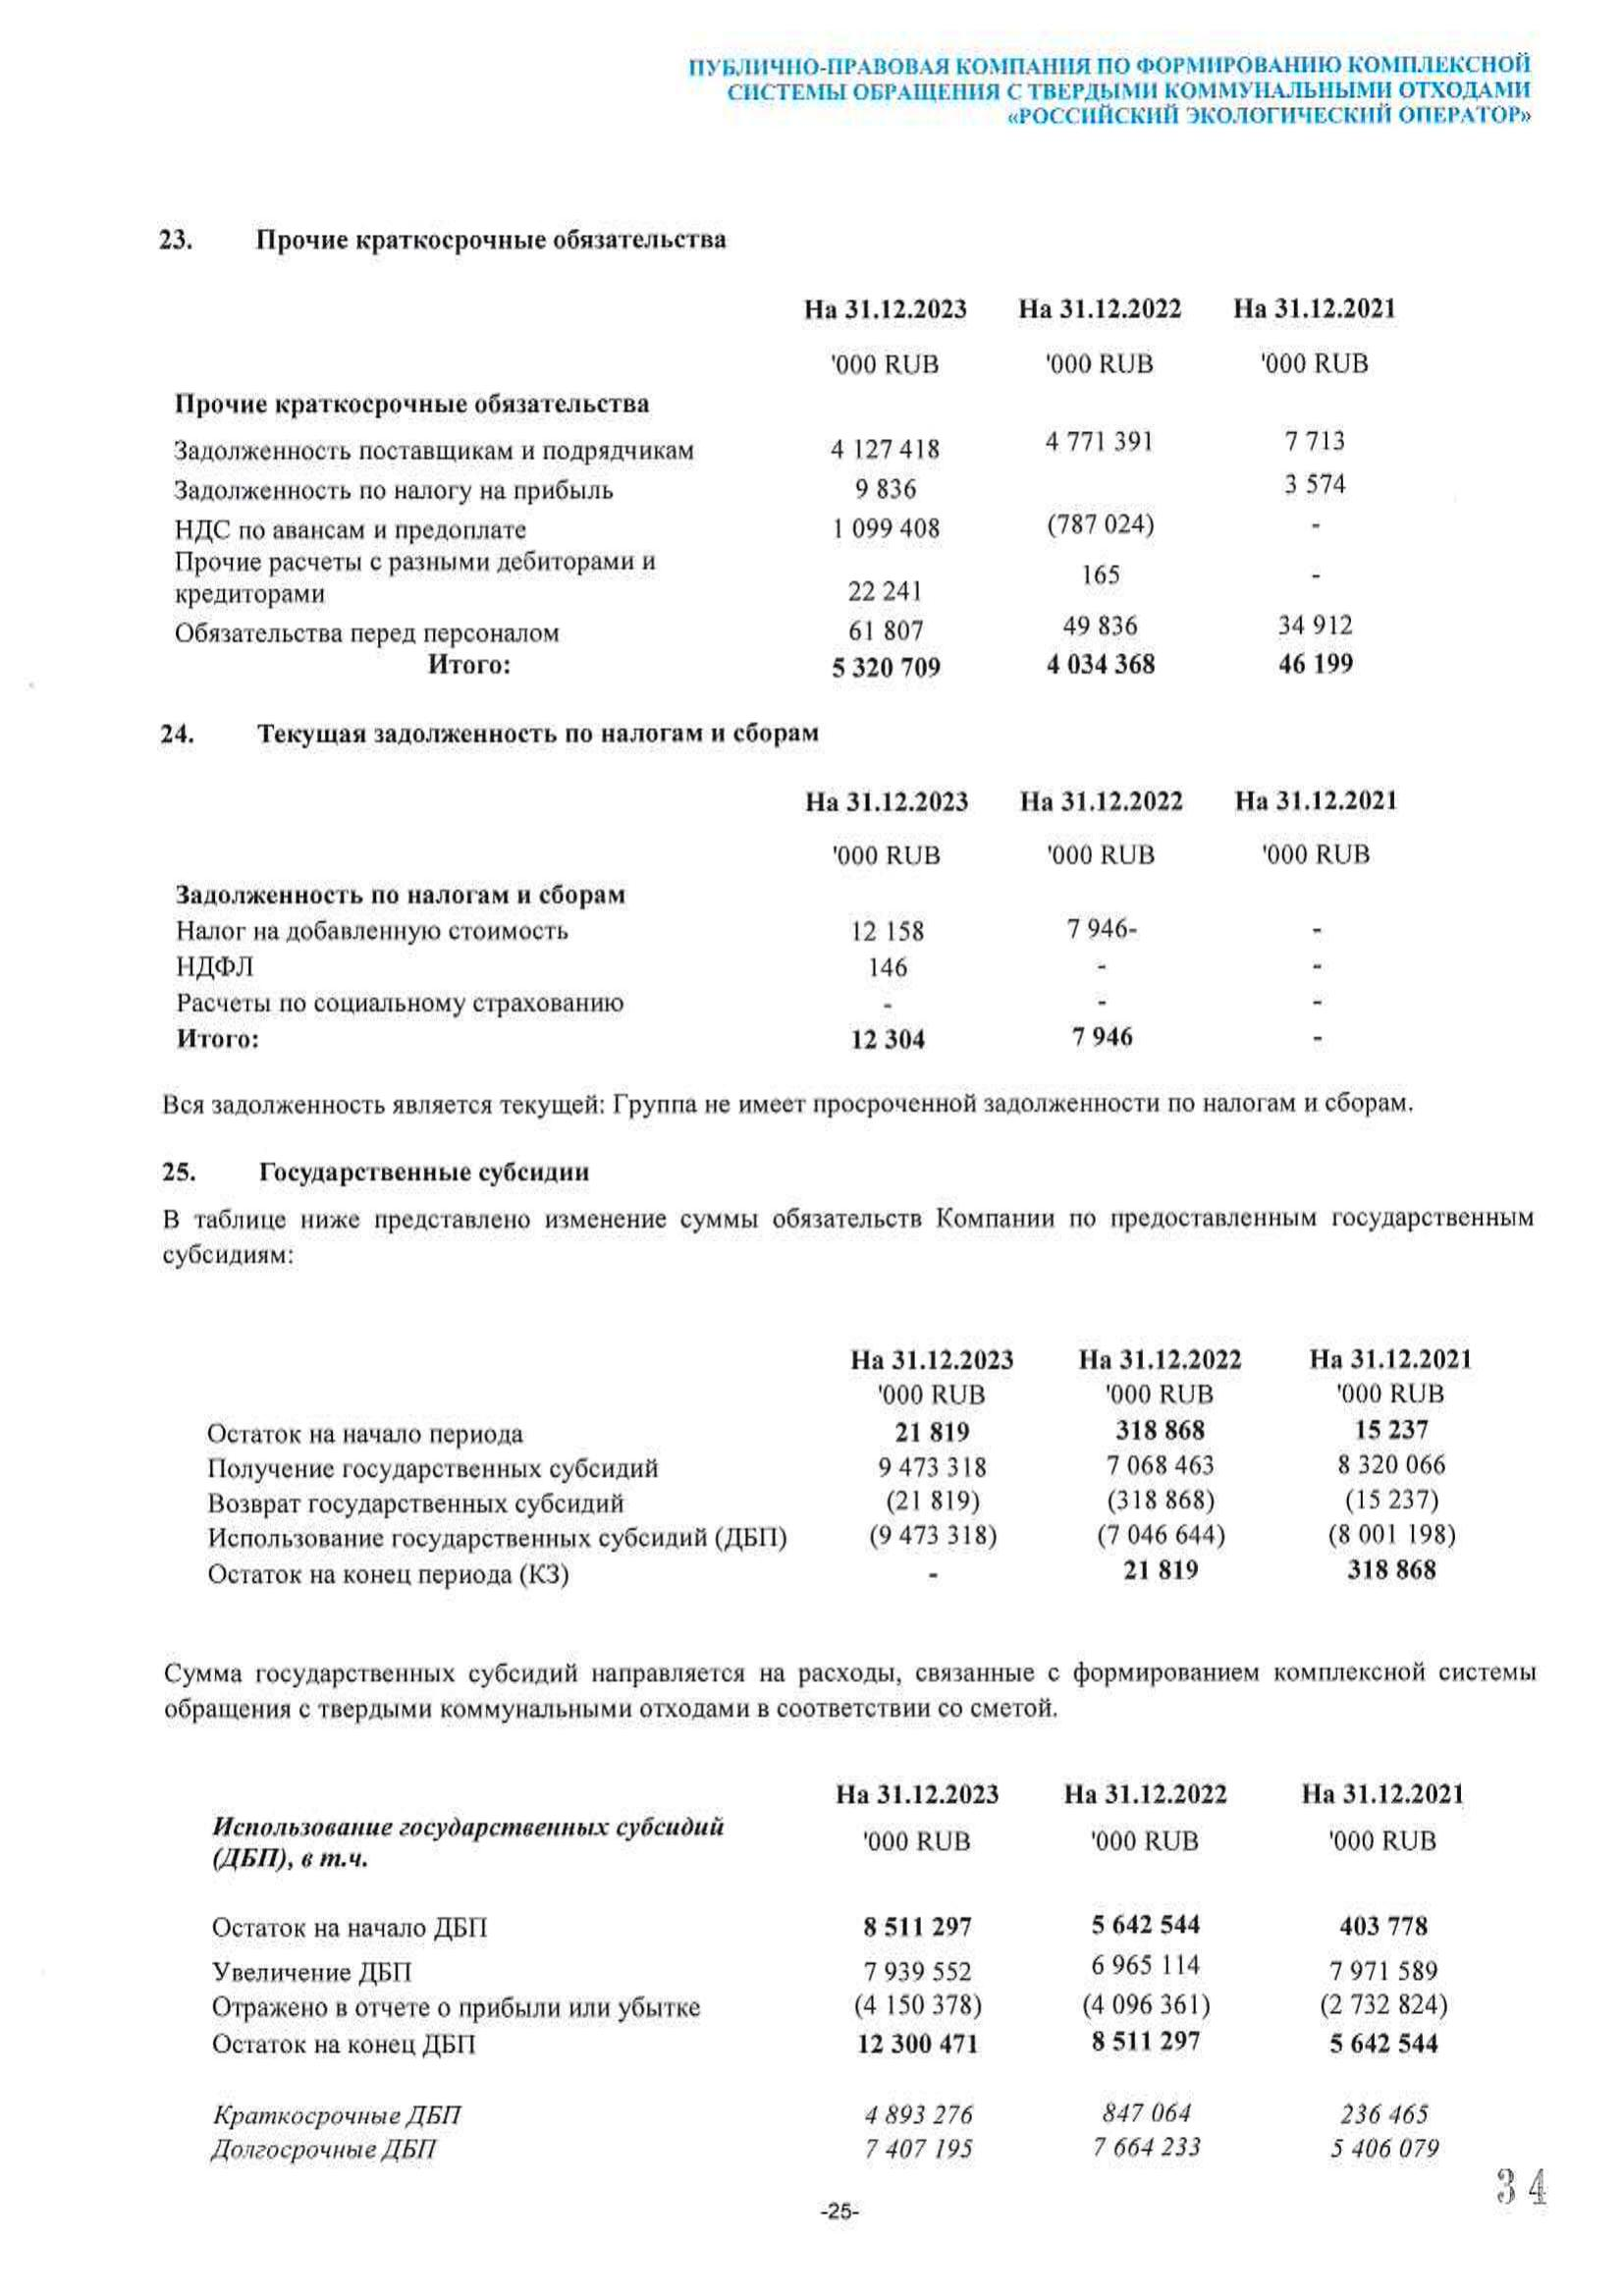 ПУБЛИЧНО-ПРАВОВАЯ КОМПАНИЯ ПО ФОРМИРОВАНИЮ КОМПЛЕКСНОЙ
СИСТЕМЫ ОБРАЩЕНИЯ С ТВЕРДЫМИ КОММУНАЛЬНЫМИ ОТХОДАМИ
«РОССИЙСКИЙ ЭКОЛОГИЧЕСКИЙ ОПЕРАТОР»
23. Прочие краткосрочные обязательства
На 31.12.2023 На 31.12.2022 На 31.12.2021
'000 RUB '000 RUB '000 RUB
Прочие краткосрочные обязательства
Задолженность поставщикам и подрядчикам 4 127 418 4 771 391 7 713
Задолженность по налогу на прибыль 9 836 3 574
НДС по авансам и предоплате 1 099 408 (787 024) -
Прочие расчеты с разными дебиторами и
кредиторами 22 241 165 -
Обязательства перед персоналом 61 807 49 836 34 912
Итого: 5 320 709 4 034 368 46 199
24. Текущая задолженность по налогам и сборам
На 31.12.2023 На 31.12.2022 На 31.12.2021
'000 RUB '000 RUB '000 RUB
Задолженность по налогам и сборам
Налог на добавленную стоимость 12 158 7 946- -
НДФЛ 146 - -
Расчеты по социальному страхованию - - -
Итого: 12 304 7 946 -
Вся задолженность является текущей: Группа не имеет просроченной задолженности по налогам и сборам.
25. Государственные субсидии
В таблице ниже представлено изменение суммы обязательств Компании по предоставленным государственным
субсидиям:
На 31.12.2023 На 31.12.2022 На 31.12.2021
'000 RUB '000 RUB '000 RUB
Остаток на начало периода 21 819 318 868 15 237
Получение государственных субсидий 9 473 318 7 068 463 8 320 066
Возврат государственных субсидий (21 819) (318 868) (15 237)
Использование государственных субсидий (ДБП) (9 473 318) (7 046 644) (8 001 198)
Остаток на конец периода (КЗ) - 21 819 318 868
Сумма государственных субсидий направляется на расходы, связанные с формированием комплексной системы
обращения с твердыми коммунальными отходами в соответствии со сметой.
На 31.12.2023 На 31.12.2022 На 31.12.2021
Использование государственных субсидий
(ДБП), в т.ч. '000 RUB '000 RUB '000 RUB
Остаток на начало ДБП 8 511 297 5 642 544 403 778
Увеличение ДБП 7 939 552 6 965 114 7 971 589
Отражено в отчете о прибыли или убытке (4 150 378) (4 096 361) (2 732 824)
Остаток на конец ДБП 12 300 471 8 511 297 5 642 544
Краткосрочные ДБП 4 893 276 847 064 236 465
Долгосрочные ДБП 7 407 195 7 664 233 5 406 079
34
-25-